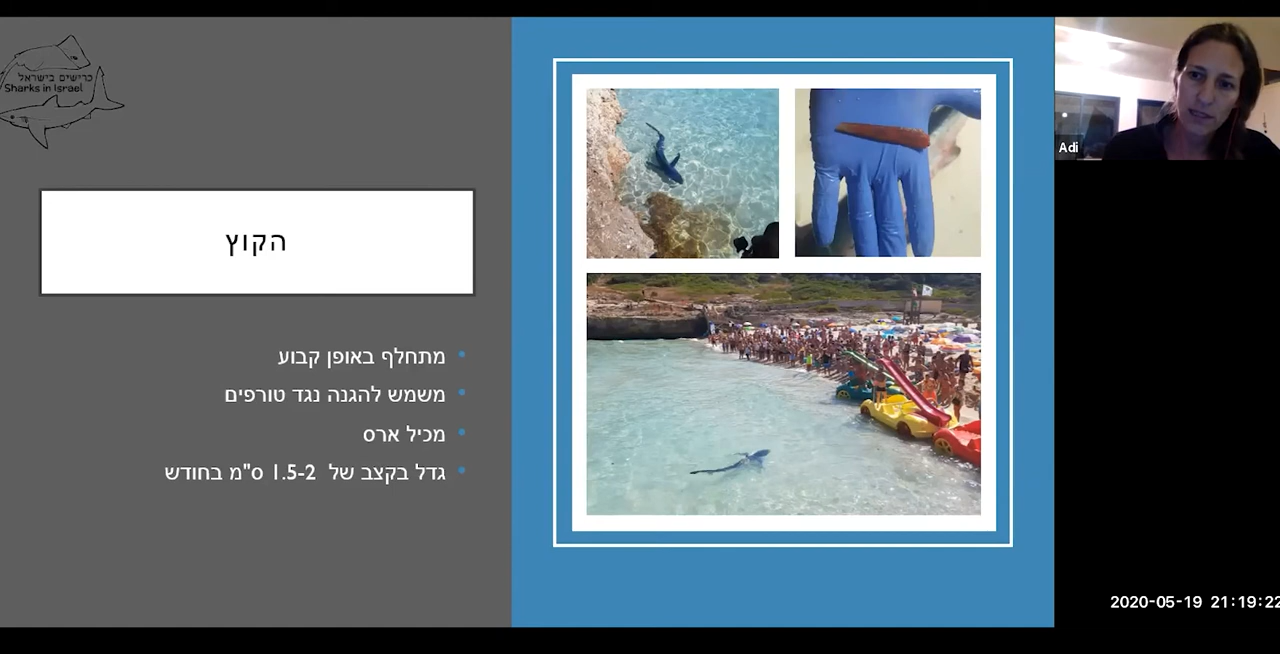 כרישים בישראל
Sharks in Israel
הקוץ
מתחלף באופן קבוע
משמש להגנה נגד טורפים
מכיל ארס
גדל בקצב של 1.5-2 ס"מ בחודש
Adi
2020-05-19 21:19:22